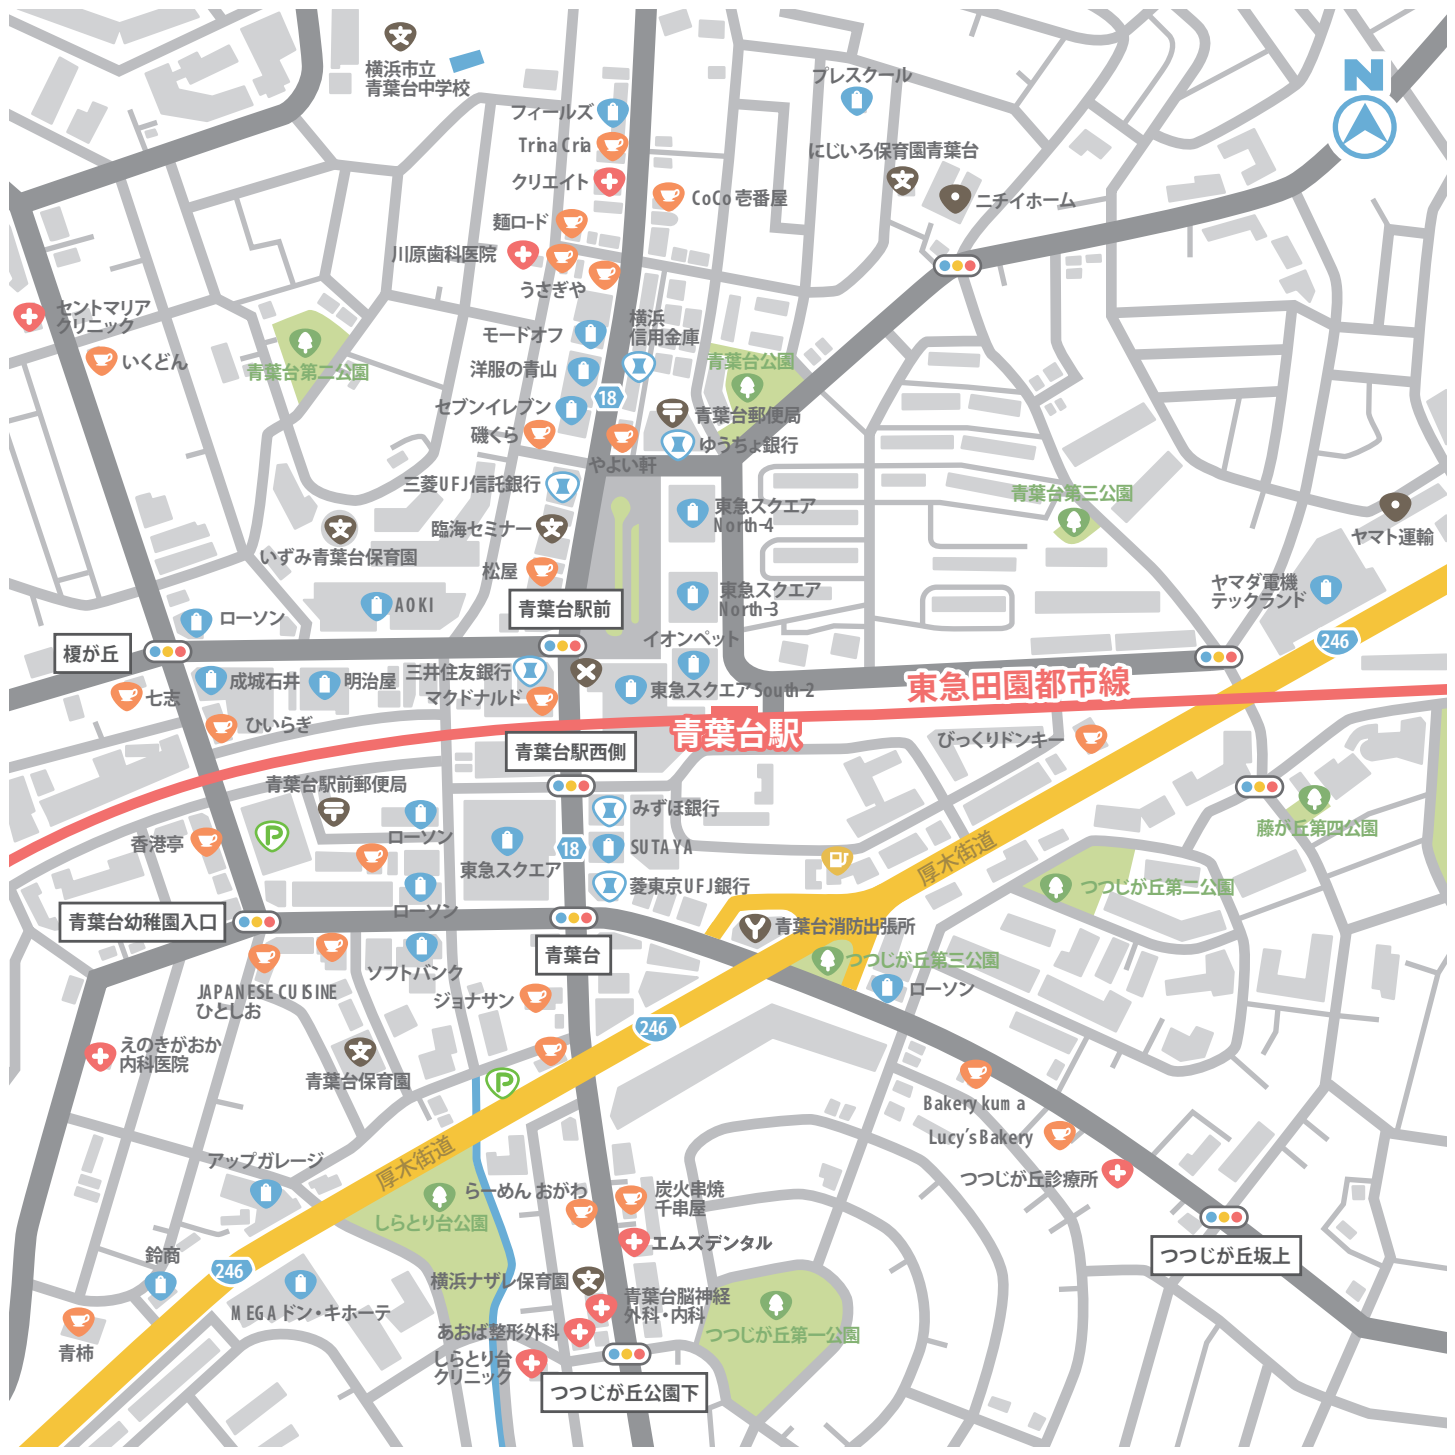 横浜市立
青葉台中学校
N
プレスクール
フィールズ
Trina Cria
にじいろ保育園青葉台
クリエイト
CoCo 壱番屋
ニチイホーム
麺ロード
川原歯科医院
うさぎや
セントマリア
クリニック
いくどん
青葉台第二公園
モードオフ
横浜
信用金庫
洋服の青山
青葉台公園
18
セブンイレブン
青葉台郵便局
磯くら
ゆうちょ銀行
やよい軒
三菱UFJ信託銀行
青葉台第三公園
東急スクエア
North-4
臨海セミナー
ヤマト運輸
いずみ青葉台保育園
松屋
東急スクエア
North-3
ヤマダ電機
テックランド
AOKI
青葉台駅前
ローソン
イオンペット
246
榎が丘
三井住友銀行
成城石井
明治屋
マクドナルド
東急スクエア South-2
東急田園都市線
七志
ひいらぎ
青葉台駅
青葉台駅西側
びっくりドンキー
青葉台駅前郵便局
みずほ銀行
藤が丘第四公園
香港亭
P
ローソン
18
SUTAYA
東急スクエア
厚木街道
菱東京UFJ銀行
つつじが丘第二公園
ローソン
青葉台幼稚園入口
青葉台
青葉台消防出張所
つつじが丘第三公園
ソフトバンク
JAPANESE CUISINE
ひとしお
ジョナサン
ローソン
246
えのきがおか
内科医院
青葉台保育園
P
Bakery kuma
Lucy's Bakery
厚木街道
アップガレージ
つつじが丘診療所
らーめん おがわ
炭火串焼
千串屋
しらとり台公園
エムズデンタル
つつじが丘坂上
鈴商
246
横浜ナザレ保育園
MEGAドン・キホーテ
青葉台脳神経
外科・内科
あおば整形外科
つつじが丘第一公園
青柿
しらとり台
クリニック
つつじが丘公園下